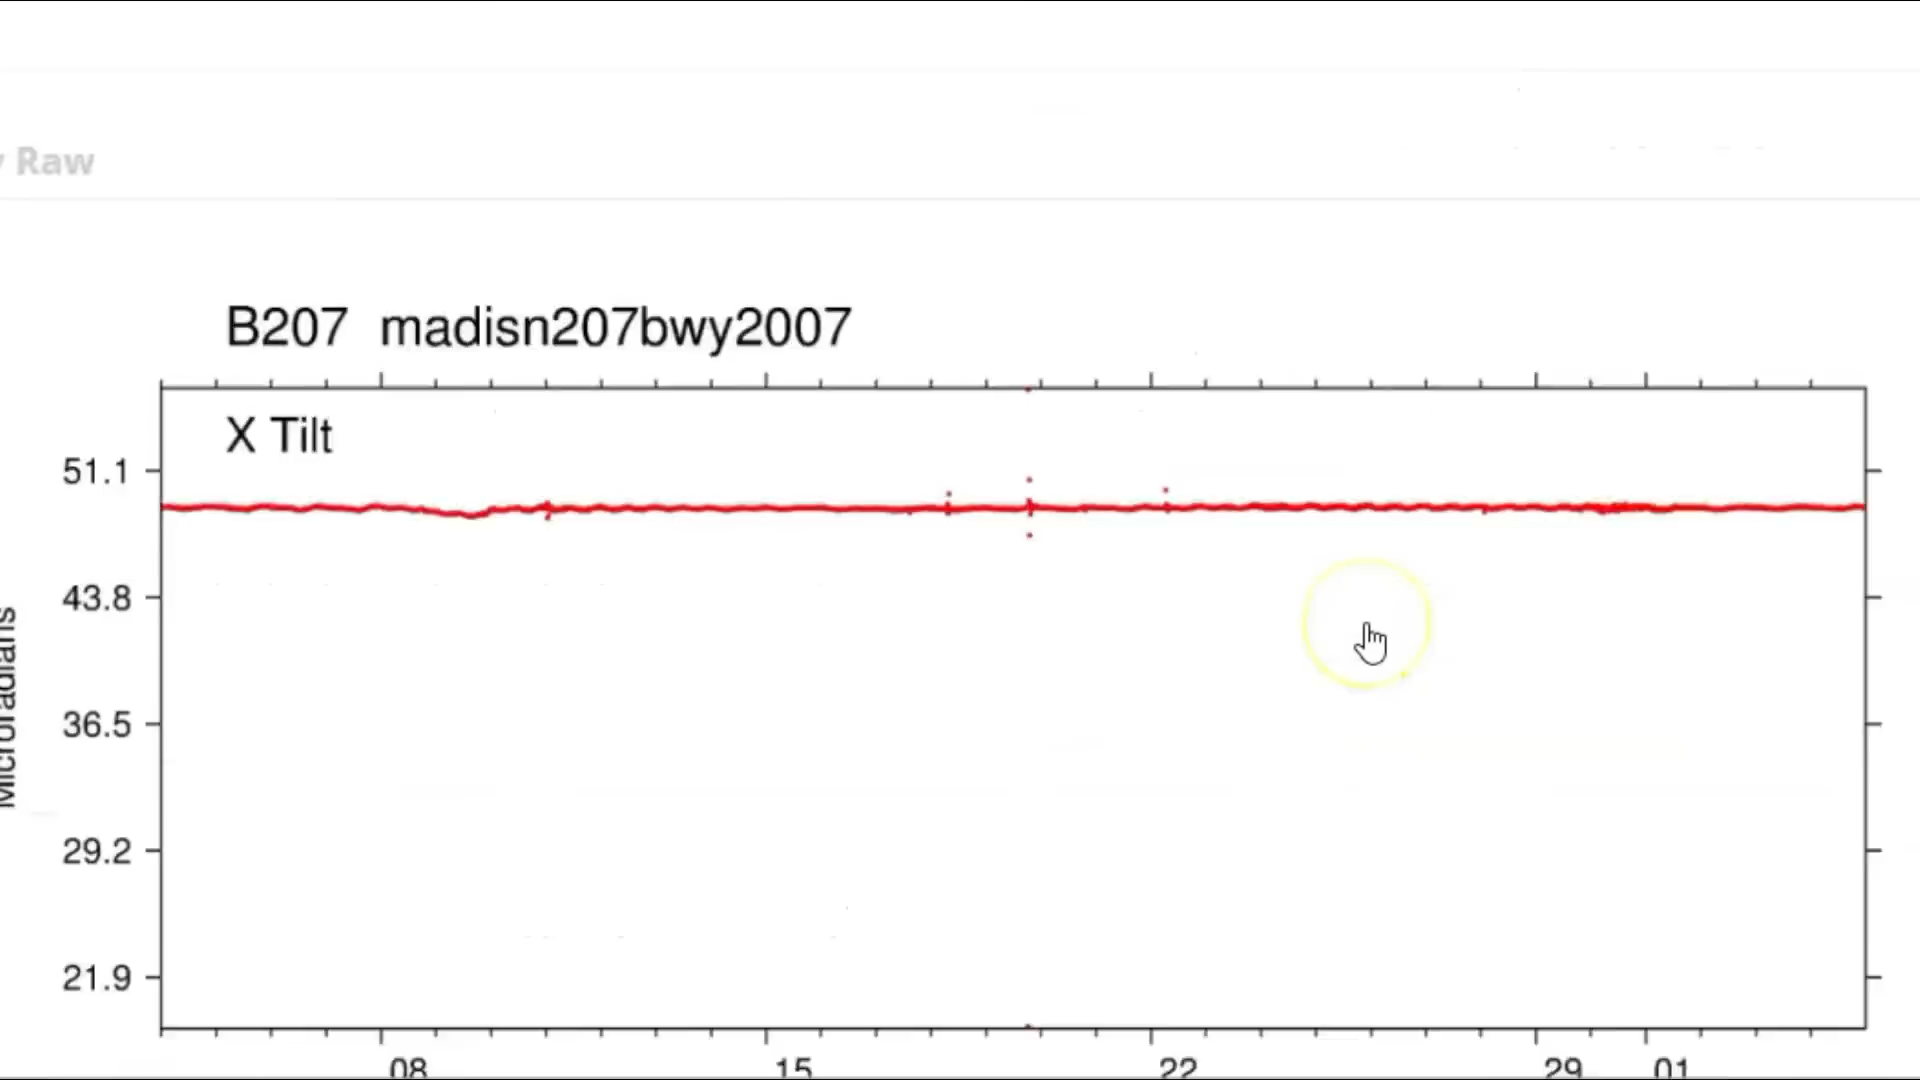 Raw
B207 madisn207bwy2007
X Tilt
51.1
43.8
36.5
29.2
21.9
Microradians
08 15 22 29 01